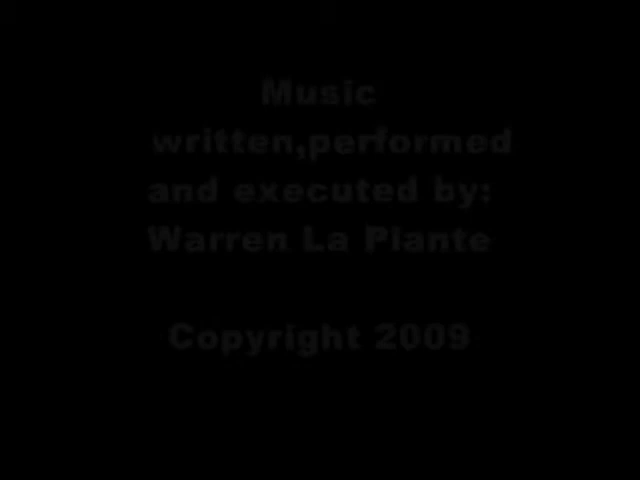 Music
written,performed
and executed by:
Warren La Plante
Copyright 2009